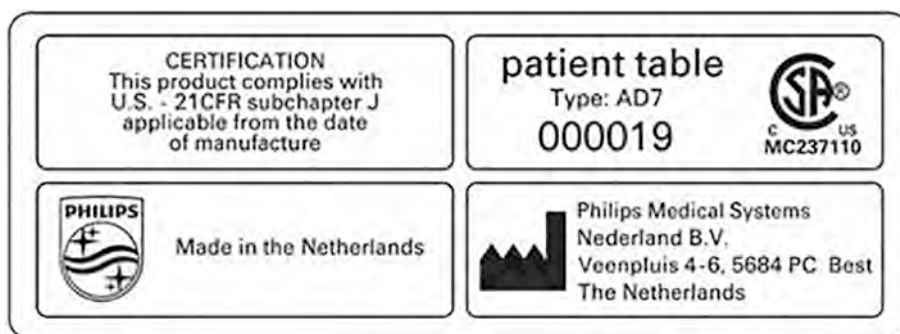 CERTIFICATION
This product complies with
U.S. - 21CFR subchapter J
applicable from the date
of manufacture
patient table
Type: AD7
000019
CSA®
C US
MC237110
PHILIPS
Made in the Netherlands
Philips Medical Systems
Nederland B.V.
Veenpluis 4-6, 5684 PC Best
The Netherlands